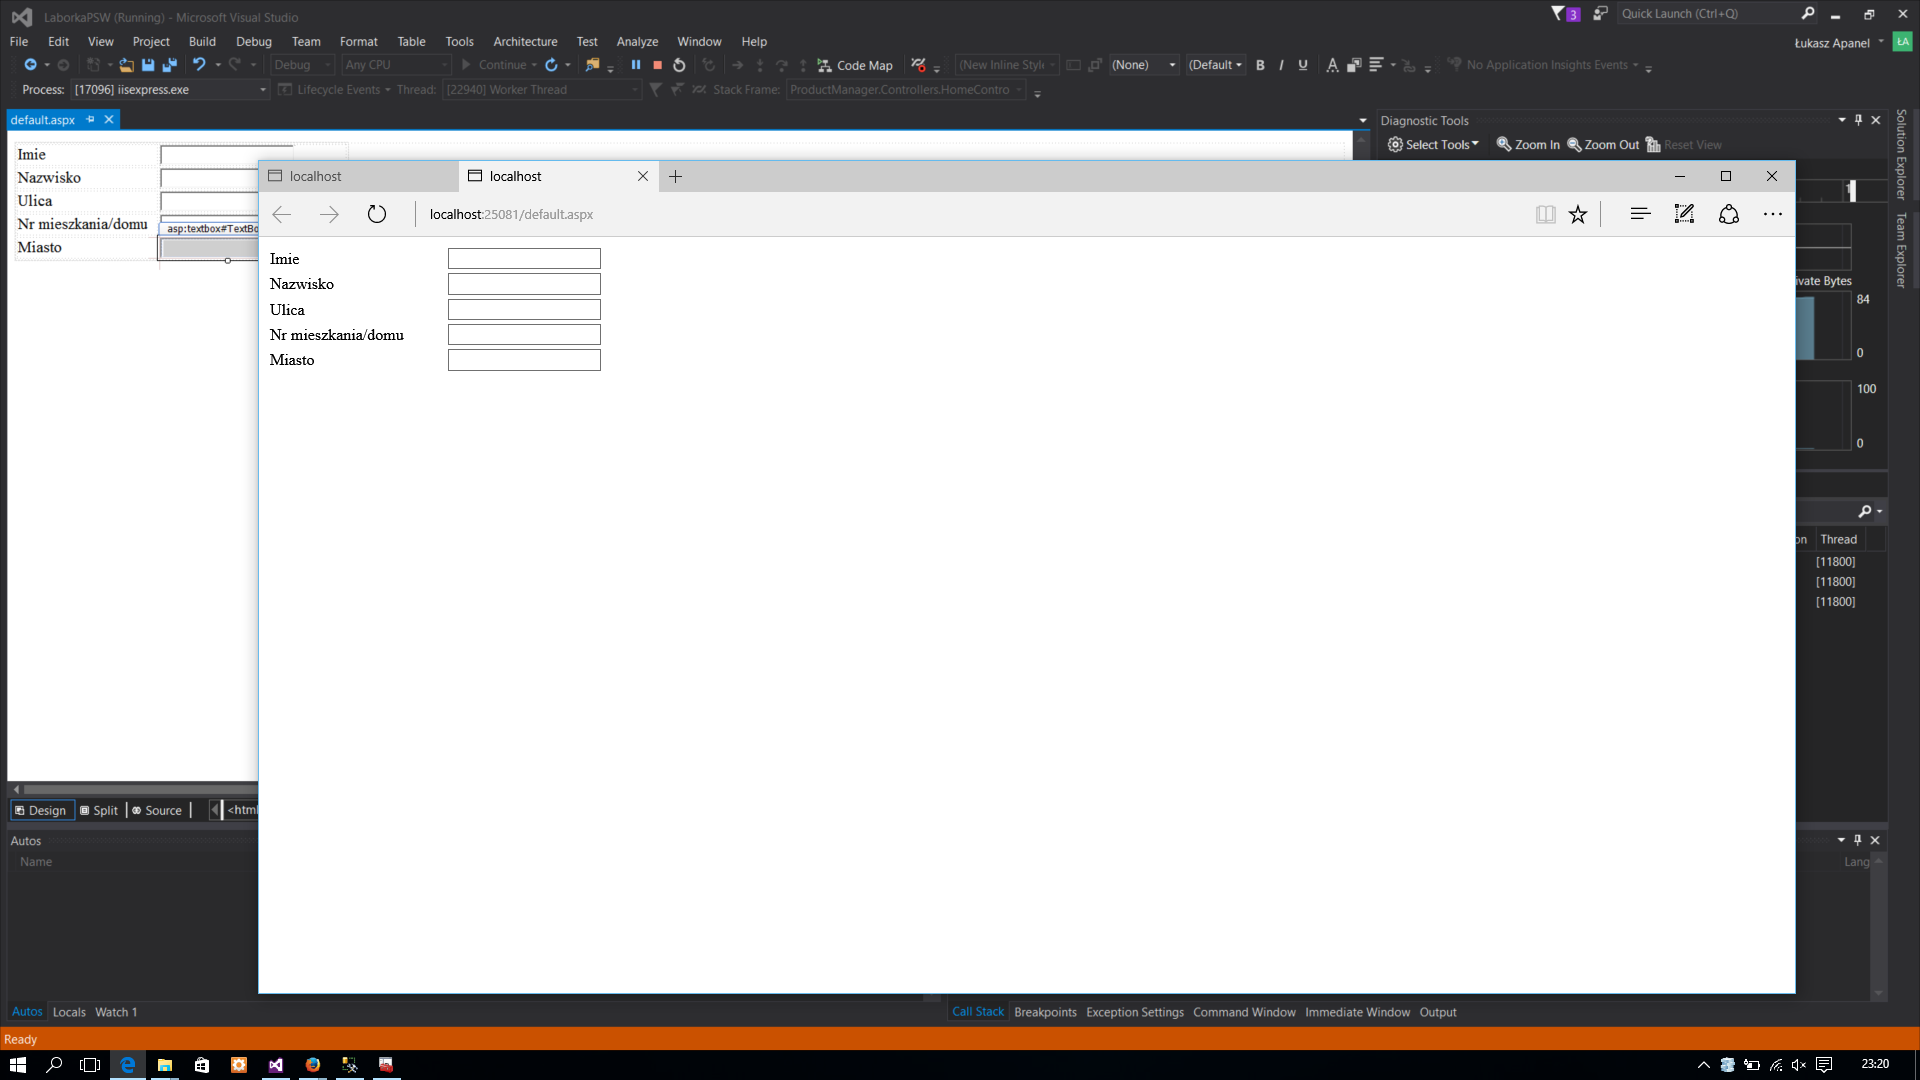 LaborkaPSW (Running) - Microsoft Visual Studio
3
Quick Launch (Ctrl+Q)
File Edit View Project Build Debug Team Format Table Tools Architecture Test Analyze Window Help
Łukasz Apanel
ŁA
Debug Any CPU Continue Code Map (New Inline Style (None) (Default B I U A No Application Insights Events
Process: [17096] iisexpress.exe Lifecycle Events Thread: [22940] Worker Thread Stack Frame: ProductManager.Controllers.HomeContro
default.aspx
Diagnostic Tools
Select Tools Zoom In Zoom Out Reset View
Imie
Nazwisko
Ulica
Nr mieszkania/domu
asp:textbox#TextBo
Miasto
localhost
localhost
localhost:25081/default.aspx
Imie
Nazwisko
Ulica
Nr mieszkania/domu
Miasto
Solution Explorer
Team Explorer
ivate Bytes
84
0
100
0
on Thread
[11800]
[11800]
[11800]
Design Split Source <html
Autos
Name
Lang
Autos Locals Watch 1
Call Stack Breakpoints Exception Settings Command Window Immediate Window Output
Ready
23:20